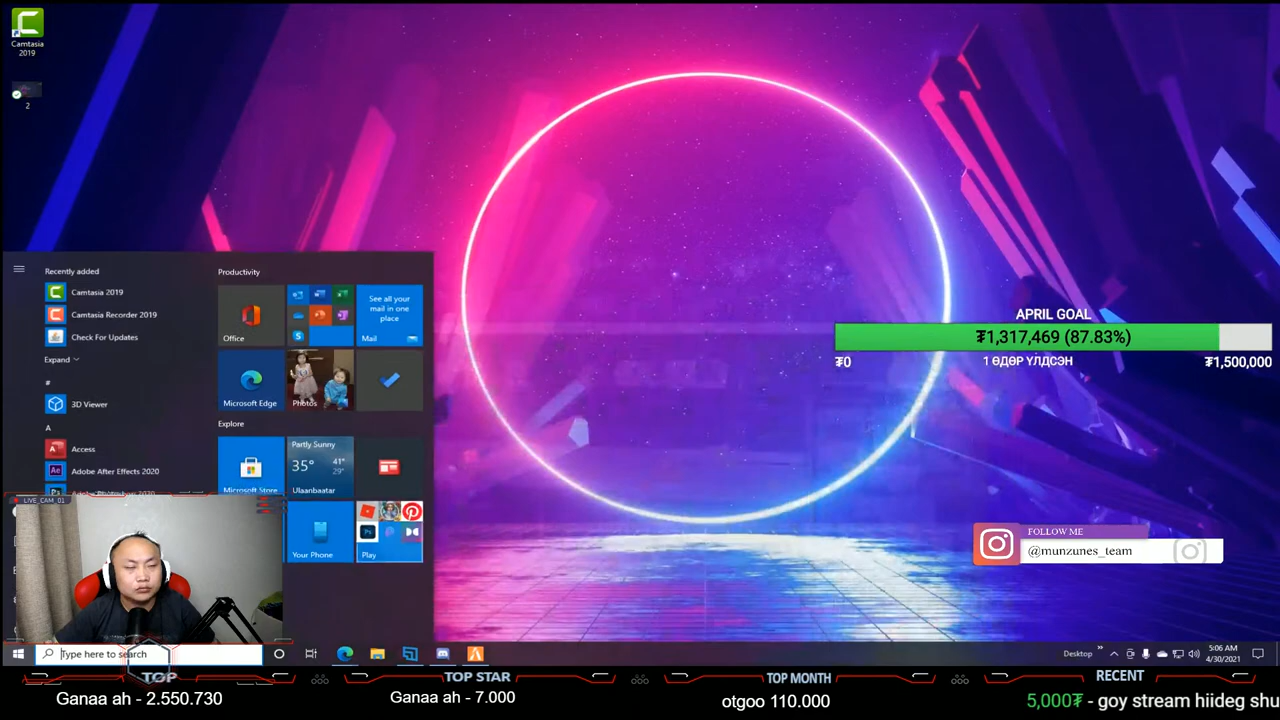 Camtasia
2019
2
Recently added
Camtasia 2019
Camtasia Recorder 2019
Check For Updates
Expand
#
3D Viewer
A
Access
Adobe After Effects 2020
Productivity
Office
See all your
mail in one
place
Mail
Microsoft Edge
Photos
Explore
Microsoft Store
Partly Sunny
35° 41°
29°
Ulaanbaatar
Your Phone
Play
APRIL GOAL
₮1,317,469 (87.83%)
₮0 1 ӨДӨР ҮЛДСЭН ₮1,500,000
LIVE_CAM_01
FOLLOW ME
@munzunes_team
Type here to search
Desktop
5:06 AM
4/30/2021
TOP
Ganaa ah - 2.550.730
TOP STAR
Ganaa ah - 7.000
TOP MONTH
otgoo 110.000
RECENT
5,000₮ - goy stream hiideg shu